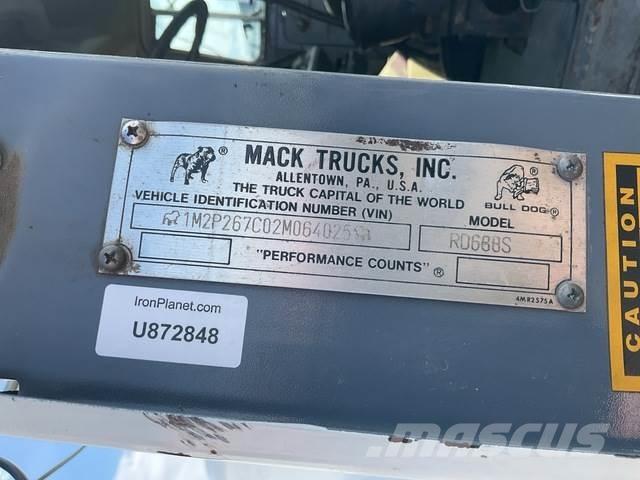 MACK TRUCKS, INC.
ALLENTOWN, PA., U.S.A.
THE TRUCK CAPITAL OF THE WORLD
BULL DOG ®
VEHICLE IDENTIFICATION NUMBER (VIN)
MODEL
1M2P267C02M064025
RD688S
"PERFORMANCE COUNTS" ®
4MR2575A
IronPlanet.com
U872848
CAUTION
mascus